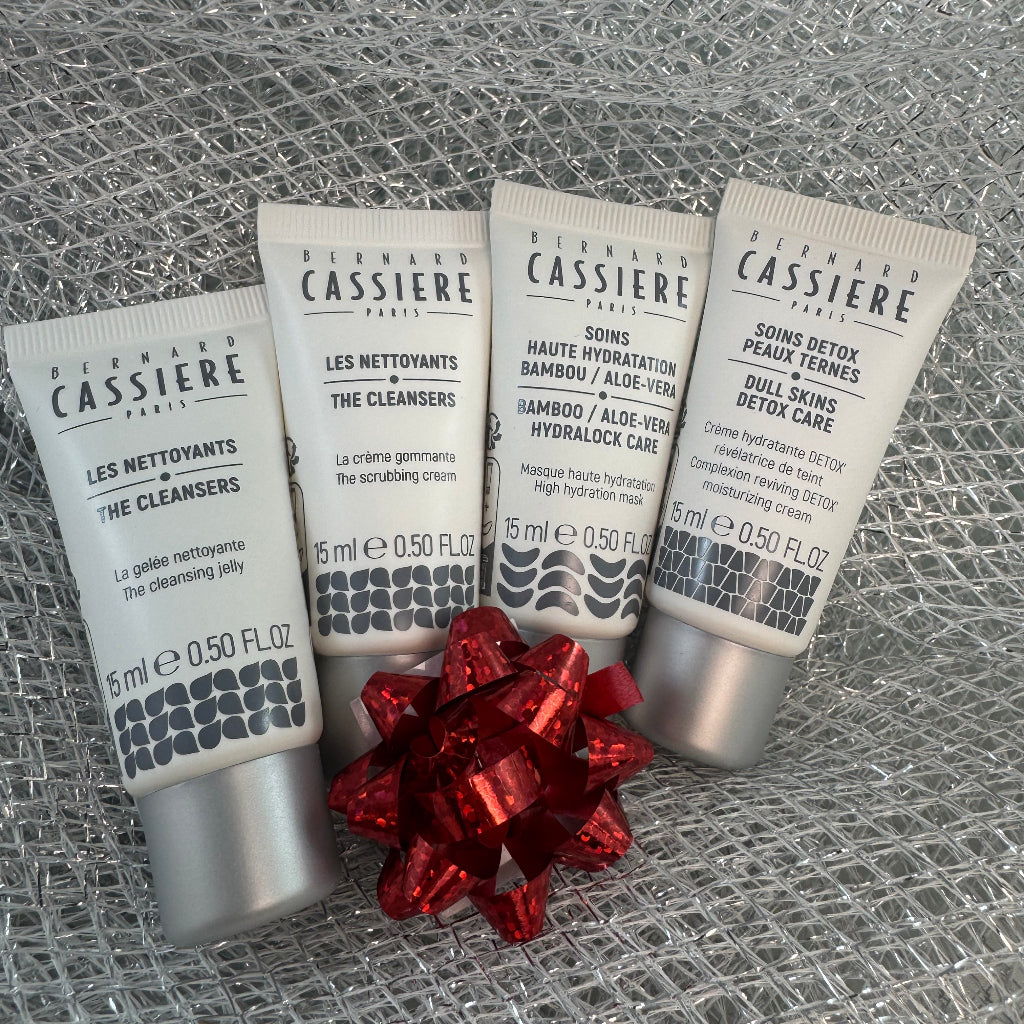 BERNARD
CASSIERE
PARIS
LES NETTOYANTS
THE CLEANSERS
La gelée nettoyante
The cleansing jelly
15 ml ℮ 0.50 FL.OZ
BERNARD
CASSIERE
PARIS
LES NETTOYANTS
THE CLEANSERS
La crème gommante
The scrubbing cream
15 ml ℮ 0.50 FL.OZ
BERNARD
CASSIERE
PARIS
SOINS
HAUTE HYDRATATION
BAMBOU / ALOE-VERA
BAMBOO / ALOE-VERA
HYDRALOCK CARE
Masque haute hydratation
High hydration mask
15 ml ℮ 0.50 FL.OZ
BERNARD
CASSIERE
PARIS
SOINS DETOX
PEAUX TERNES
DULL SKINS
DETOX CARE
Crème hydratante DETOX'
révélatrice de teint
Complexion reviving DETOX'
moisturizing cream
15 ml ℮ 0.50 FL.OZ